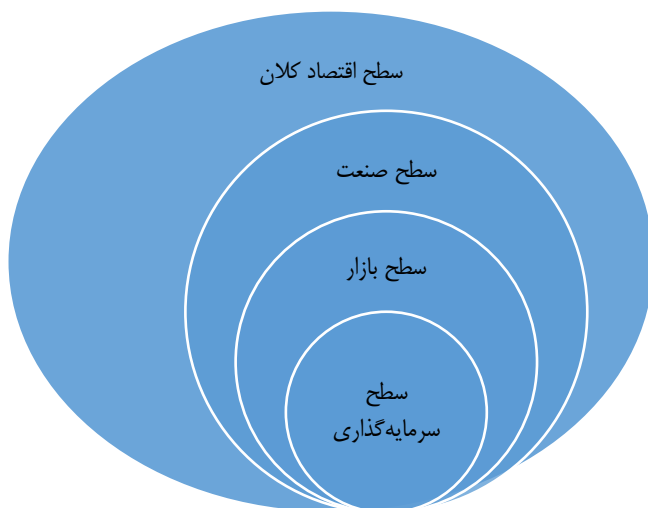 سطح اقتصاد کلان
سطح صنعت
سطح بازار
سطح
سرمایه‌گذاری